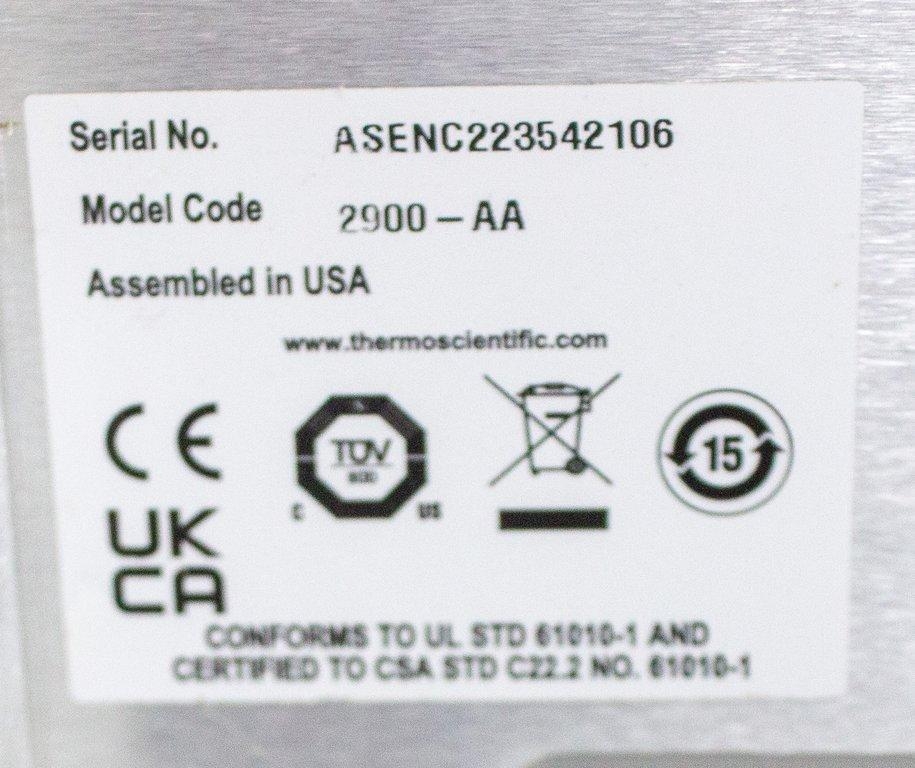 Serial No. ASENC223542106
Model Code 2900-AA
Assembled in USA
www.thermoscientific.com
CE
TÜV
C US
15
UK
CA
CONFORMS TO UL STD 61010-1 AND
CERTIFIED TO CSA STD C22.2 NO. 61010-1